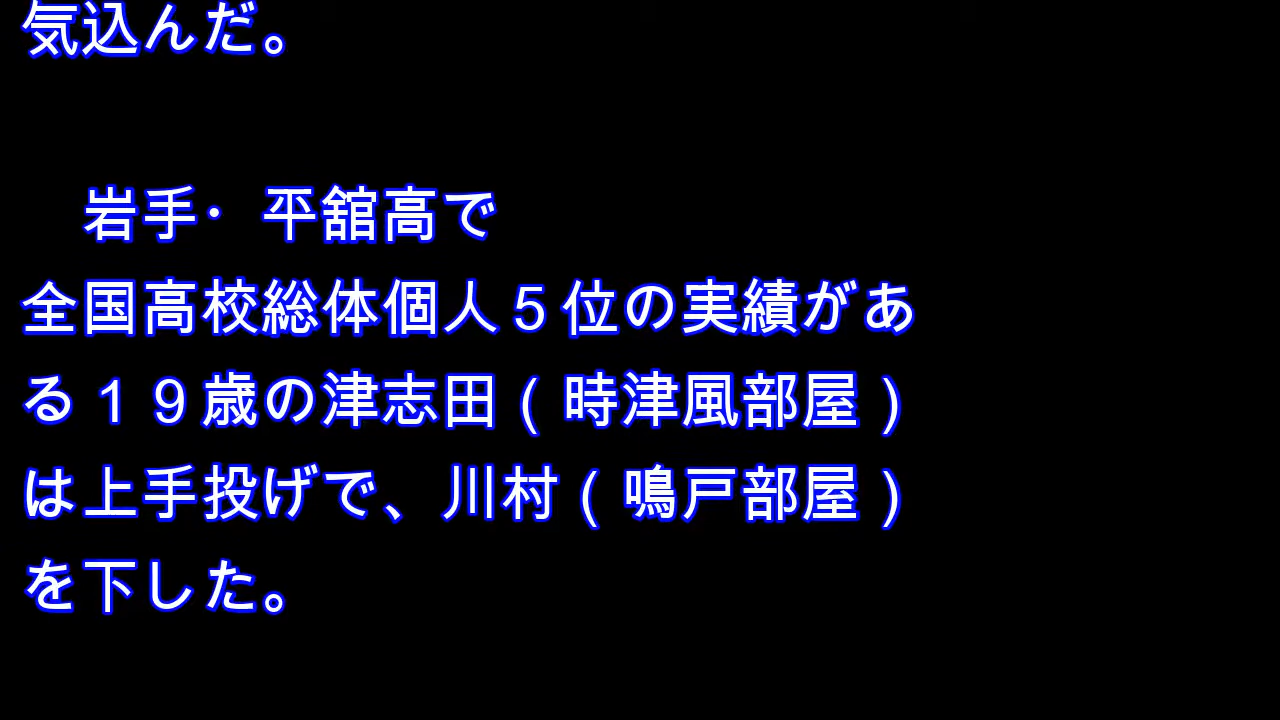 気込んだ。
　岩手・平舘高で
全国高校総体個人５位の実績があ
る１９歳の津志田（時津風部屋）
は上手投げで、川村（鳴戸部屋）
を下した。